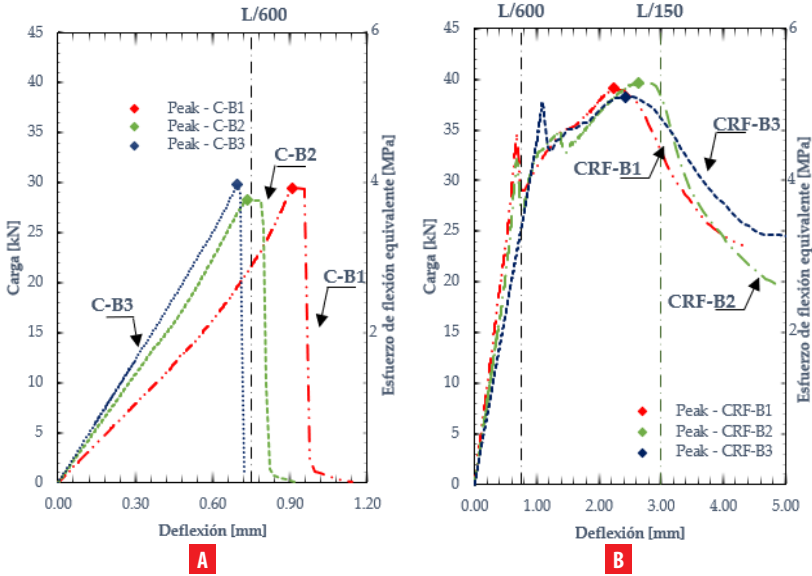 L/600
45
40
35
30
25
20
15
10
5
0
Carga [kN]
Peak - C-B1
Peak - C-B2
Peak - C-B3
C-B2
C-B1
C-B3
6
4
2
0
Esfuerzo de flexión equivalente [MPa]
0.00 0.30 0.60 0.90 1.20
Deflexión [mm]
A
L/600 L/150
45
40
35
30
25
20
15
10
5
0
Carga [kN]
CRF-B3
CRF-B1
CRF-B2
Peak - CRF-B1
Peak - CRF-B2
Peak - CRF-B3
6
4
2
0
Esfuerzo de flexión equivalente [MPa]
0.00 1.00 2.00 3.00 4.00 5.00
Deflexión [mm]
B